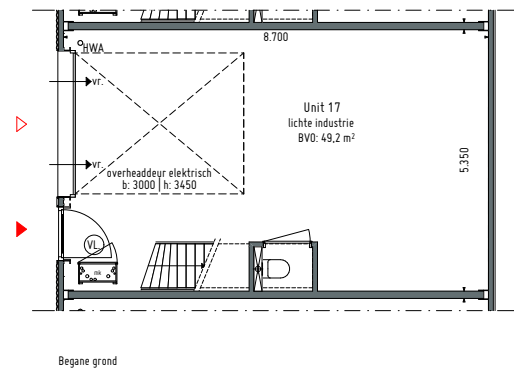 8.700
HWA
vr.
Unit 17
lichte industrie
BVO: 49,2 m²
5.350
vr.
overheaddeur elektrisch
b: 3000 | h: 3450
VL
mk
Begane grond